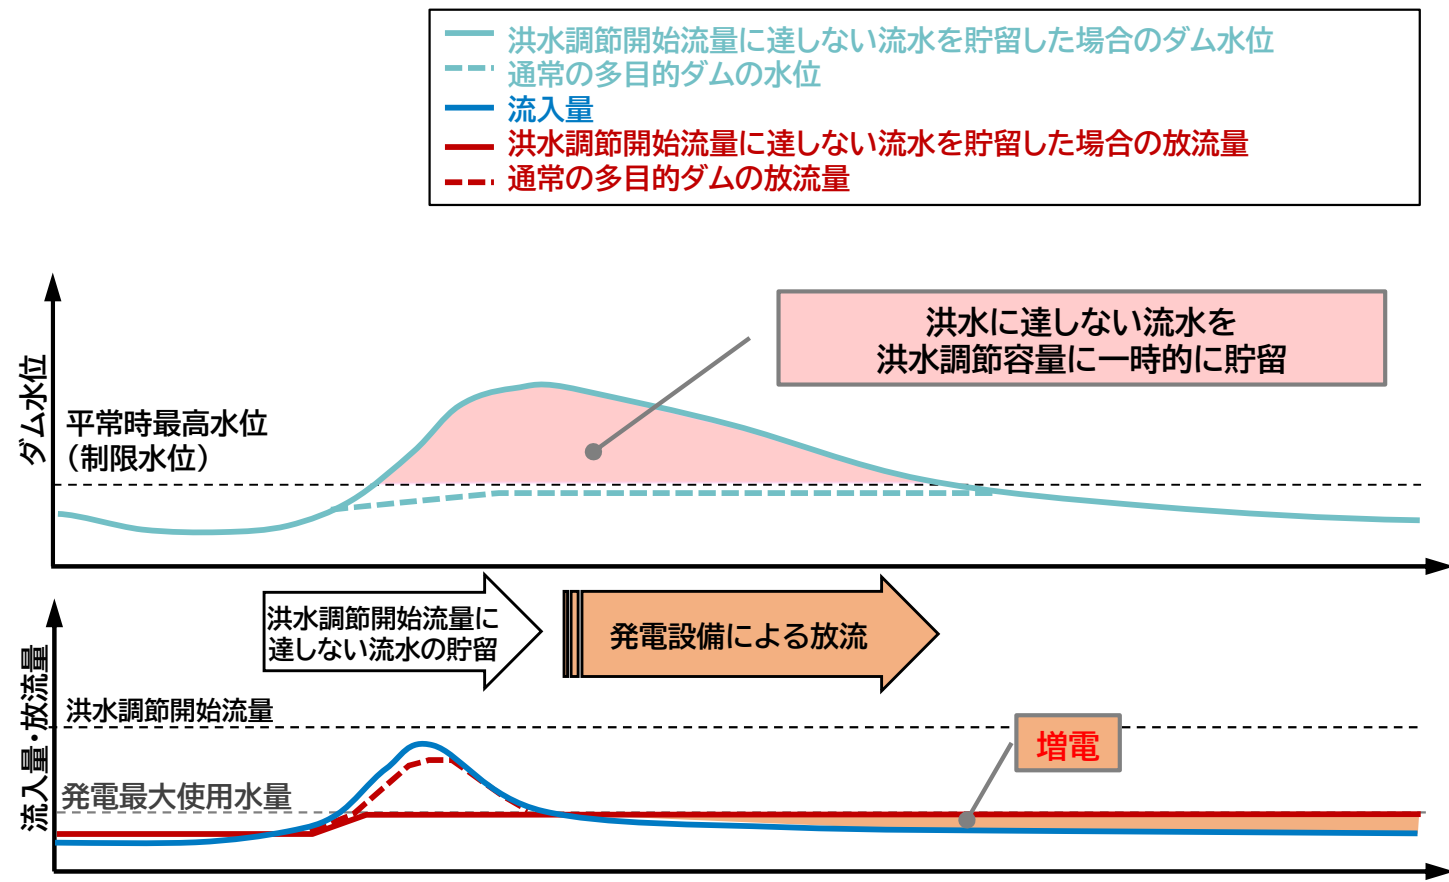 洪水調節開始流量に達しない流水を貯留した場合のダム水位
通常の多目的ダムの水位
流入量
洪水調節開始流量に達しない流水を貯留した場合の放流量
通常の多目的ダムの放流量
洪水に達しない流水を
洪水調節容量に一時的に貯留
ダム水位
平常時最高水位
（制限水位）
洪水調節開始流量に
達しない流水の貯留
発電設備による放流
流入量・放流量
洪水調節開始流量
増電
発電最大使用水量